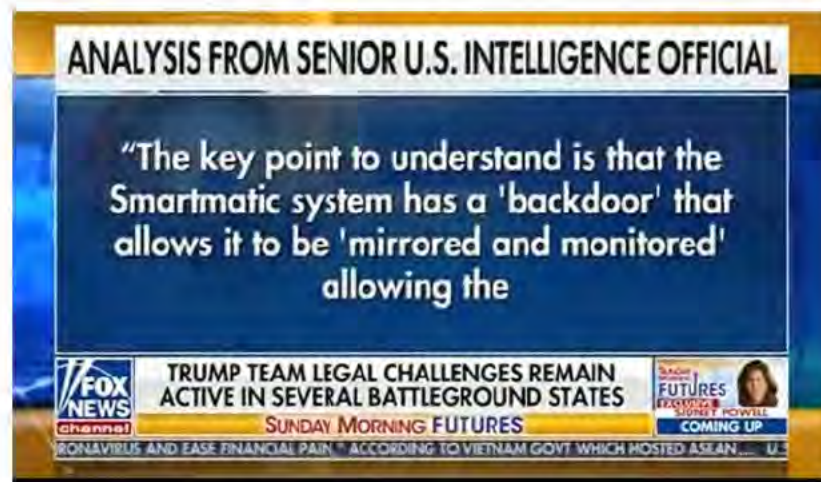 ANALYSIS FROM SENIOR U.S. INTELLIGENCE OFFICIAL
“The key point to understand is that the
Smartmatic system has a 'backdoor' that
allows it to be 'mirrored and monitored'
allowing the
FOX
NEWS
channel
TRUMP TEAM LEGAL CHALLENGES REMAIN
ACTIVE IN SEVERAL BATTLEGROUND STATES
SUNDAY MORNING FUTURES
SUNDAY
MORNING
FUTURES
EXCLUSIVE
SIDNEY POWELL
COMING UP
RONAVIRUS AND EASE FINANCIAL PAIN," ACCORDING TO VIETNAM GOVT WHICH HOSTED ASEAN... U.S